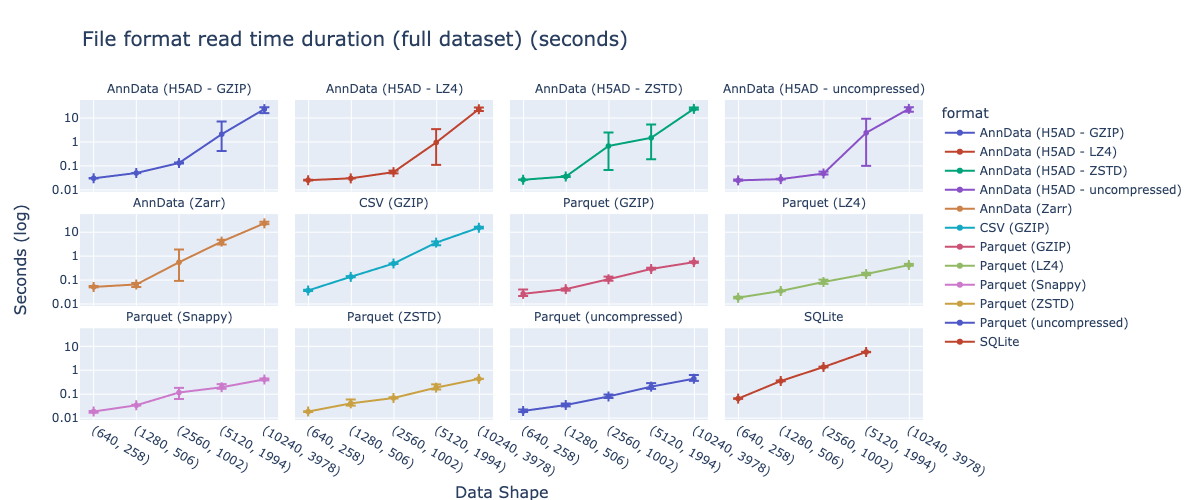 File format read time duration (full dataset) (seconds)
AnnData (H5AD - GZIP)
AnnData (H5AD - LZ4)
AnnData (H5AD - ZSTD)
AnnData (H5AD - uncompressed)
10
1
0.1
0.01
AnnData (Zarr)
CSV (GZIP)
Parquet (GZIP)
Parquet (LZ4)
10
1
0.1
0.01
Parquet (Snappy)
Parquet (ZSTD)
Parquet (uncompressed)
SQLite
10
1
0.1
0.01
Seconds (log)
(640, 258)
(1280, 506)
(2560, 1002)
(5120, 1994)
(10240, 3978)
(640, 258)
(1280, 506)
(2560, 1002)
(5120, 1994)
(10240, 3978)
(640, 258)
(1280, 506)
(2560, 1002)
(5120, 1994)
(10240, 3978)
(640, 258)
(1280, 506)
(2560, 1002)
(5120, 1994)
(10240, 3978)
Data Shape
format
AnnData (H5AD - GZIP)
AnnData (H5AD - LZ4)
AnnData (H5AD - ZSTD)
AnnData (H5AD - uncompressed)
AnnData (Zarr)
CSV (GZIP)
Parquet (GZIP)
Parquet (LZ4)
Parquet (Snappy)
Parquet (ZSTD)
Parquet (uncompressed)
SQLite